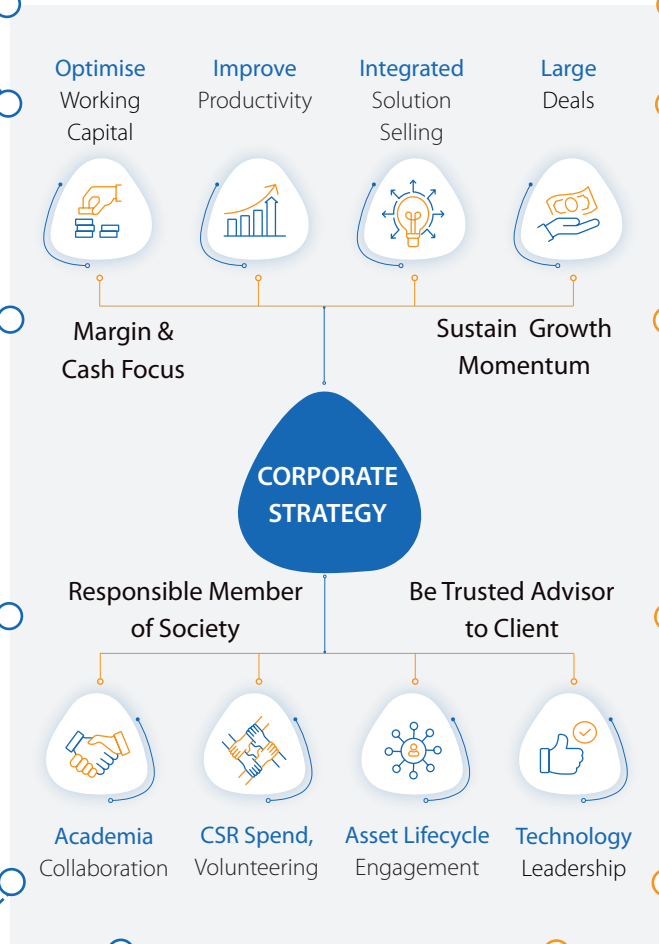 Optimise
Working
Capital
Improve
Productivity
Integrated
Solution
Selling
Large
Deals
Margin &
Cash Focus
Sustain Growth
Momentum
CORPORATE
STRATEGY
Responsible Member
of Society
Be Trusted Advisor
to Client
Academia
Collaboration
CSR Spend,
Volunteering
Asset Lifecycle
Engagement
Technology
Leadership